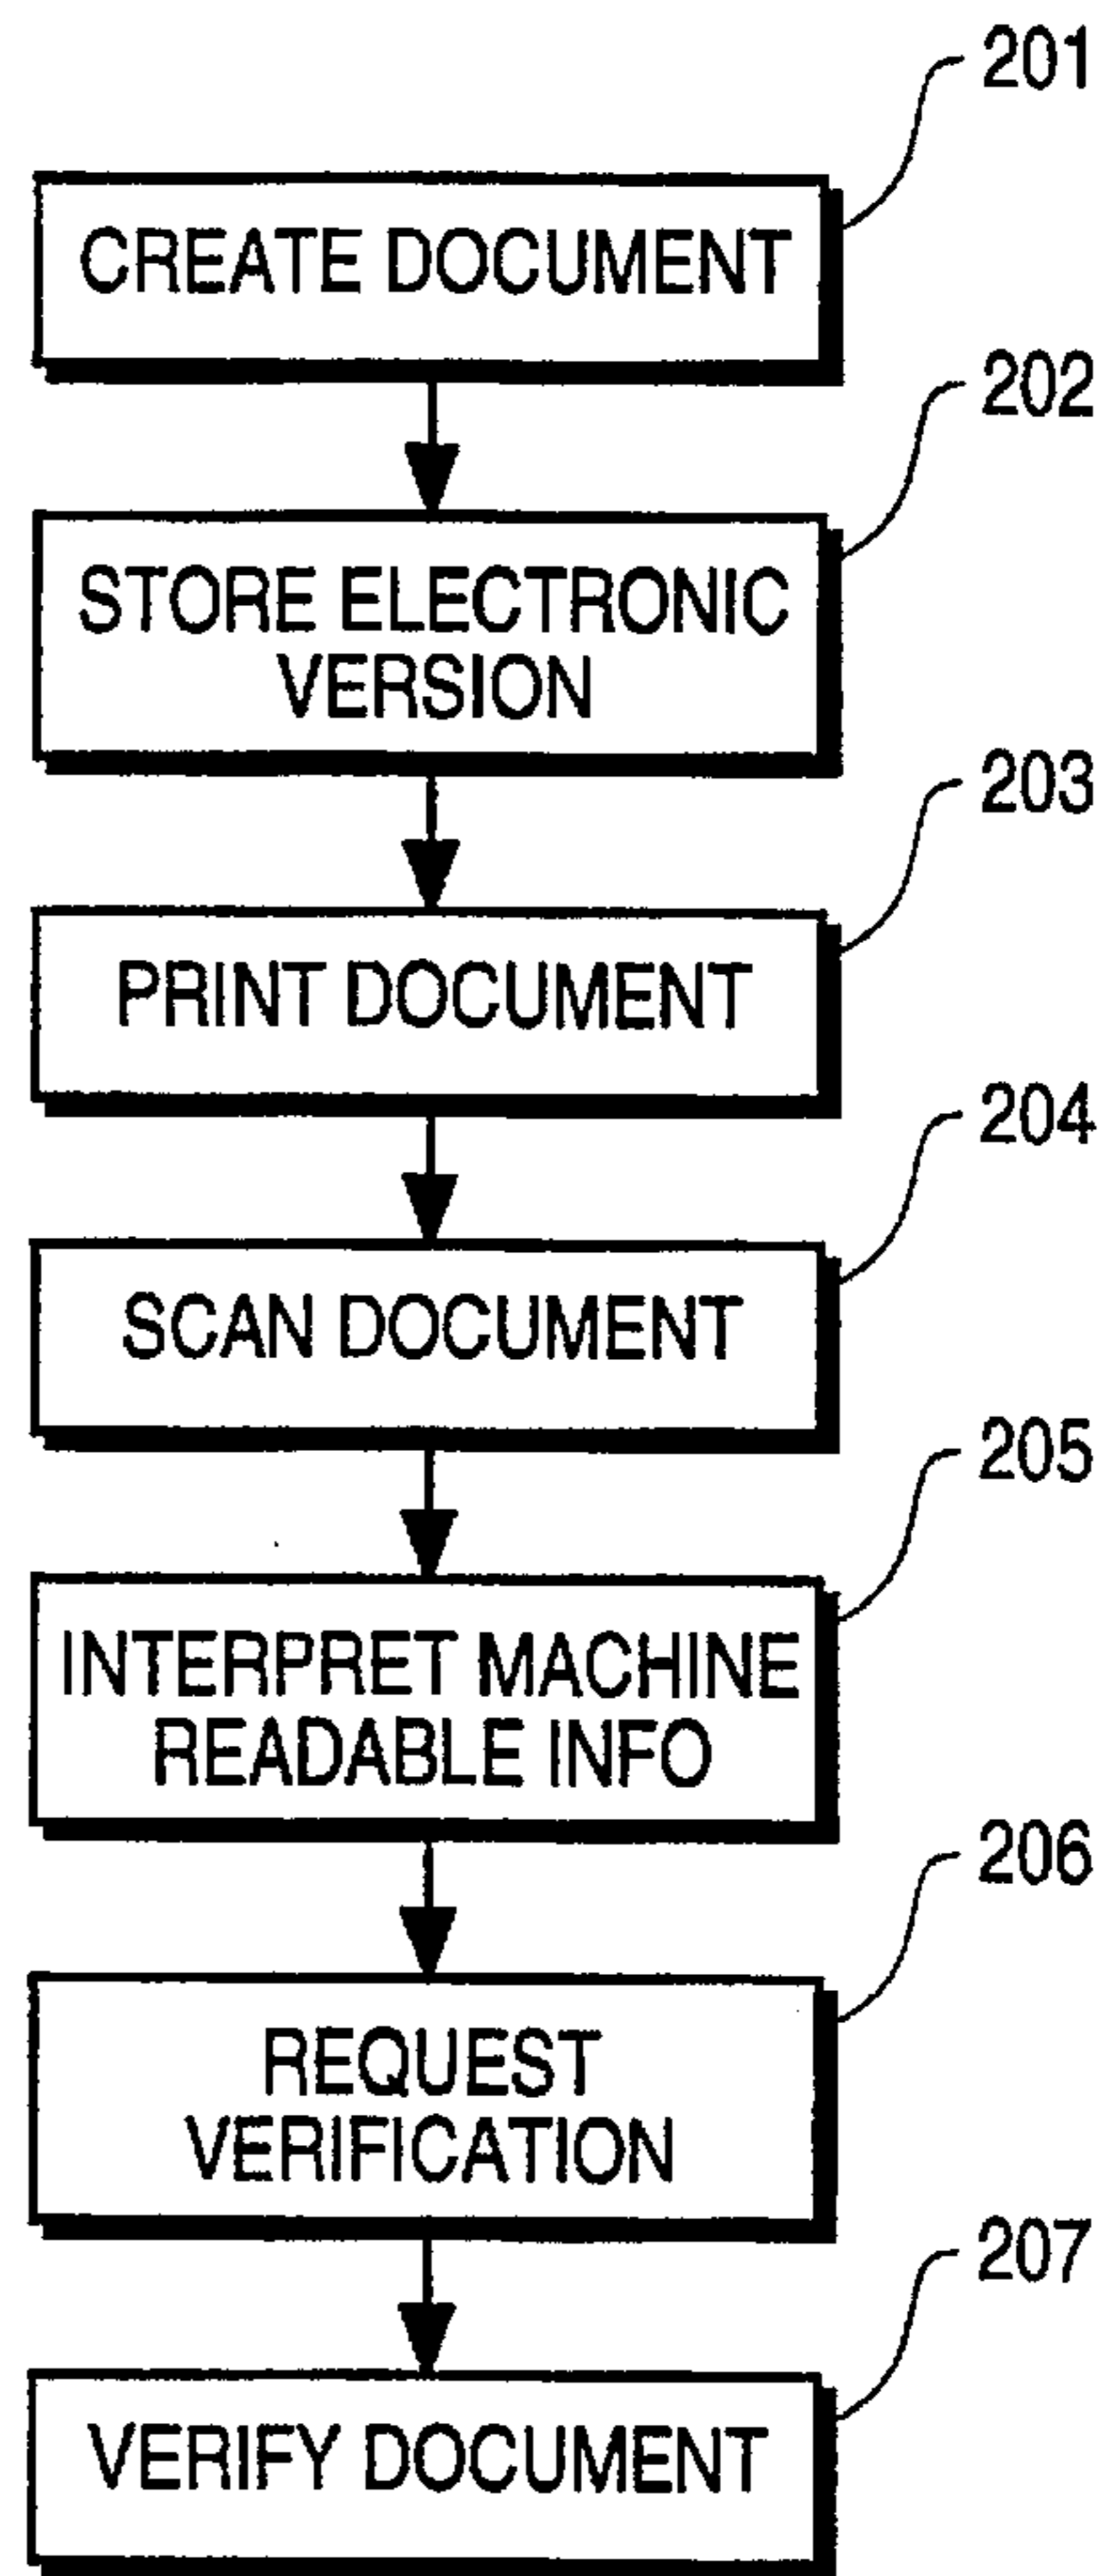 201
CREATE DOCUMENT
202
STORE ELECTRONIC
VERSION
203
PRINT DOCUMENT
204
SCAN DOCUMENT
205
INTERPRET MACHINE
READABLE INFO
206
REQUEST
VERIFICATION
207
VERIFY DOCUMENT